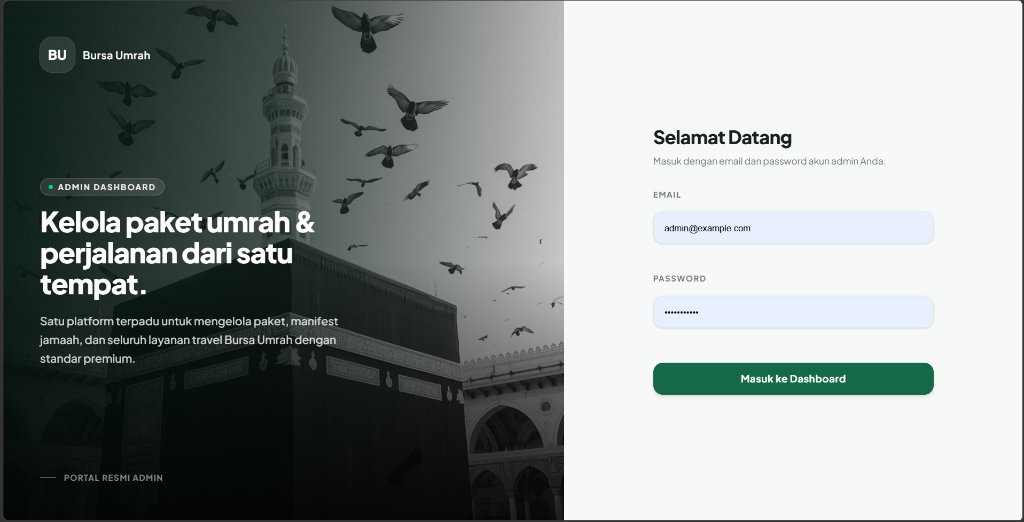 BU Bursa Umrah
ADMIN DASHBOARD
Kelola paket umrah &
perjalanan dari satu
tempat.
Satu platform terpadu untuk mengelola paket, manifest
jamaah, dan seluruh layanan travel Bursa Umrah dengan
standar premium.
PORTAL RESMI ADMIN
Selamat Datang
Masuk dengan email dan password akun admin Anda.
EMAIL
admin@example.com
PASSWORD
•••••••••••
Masuk ke Dashboard